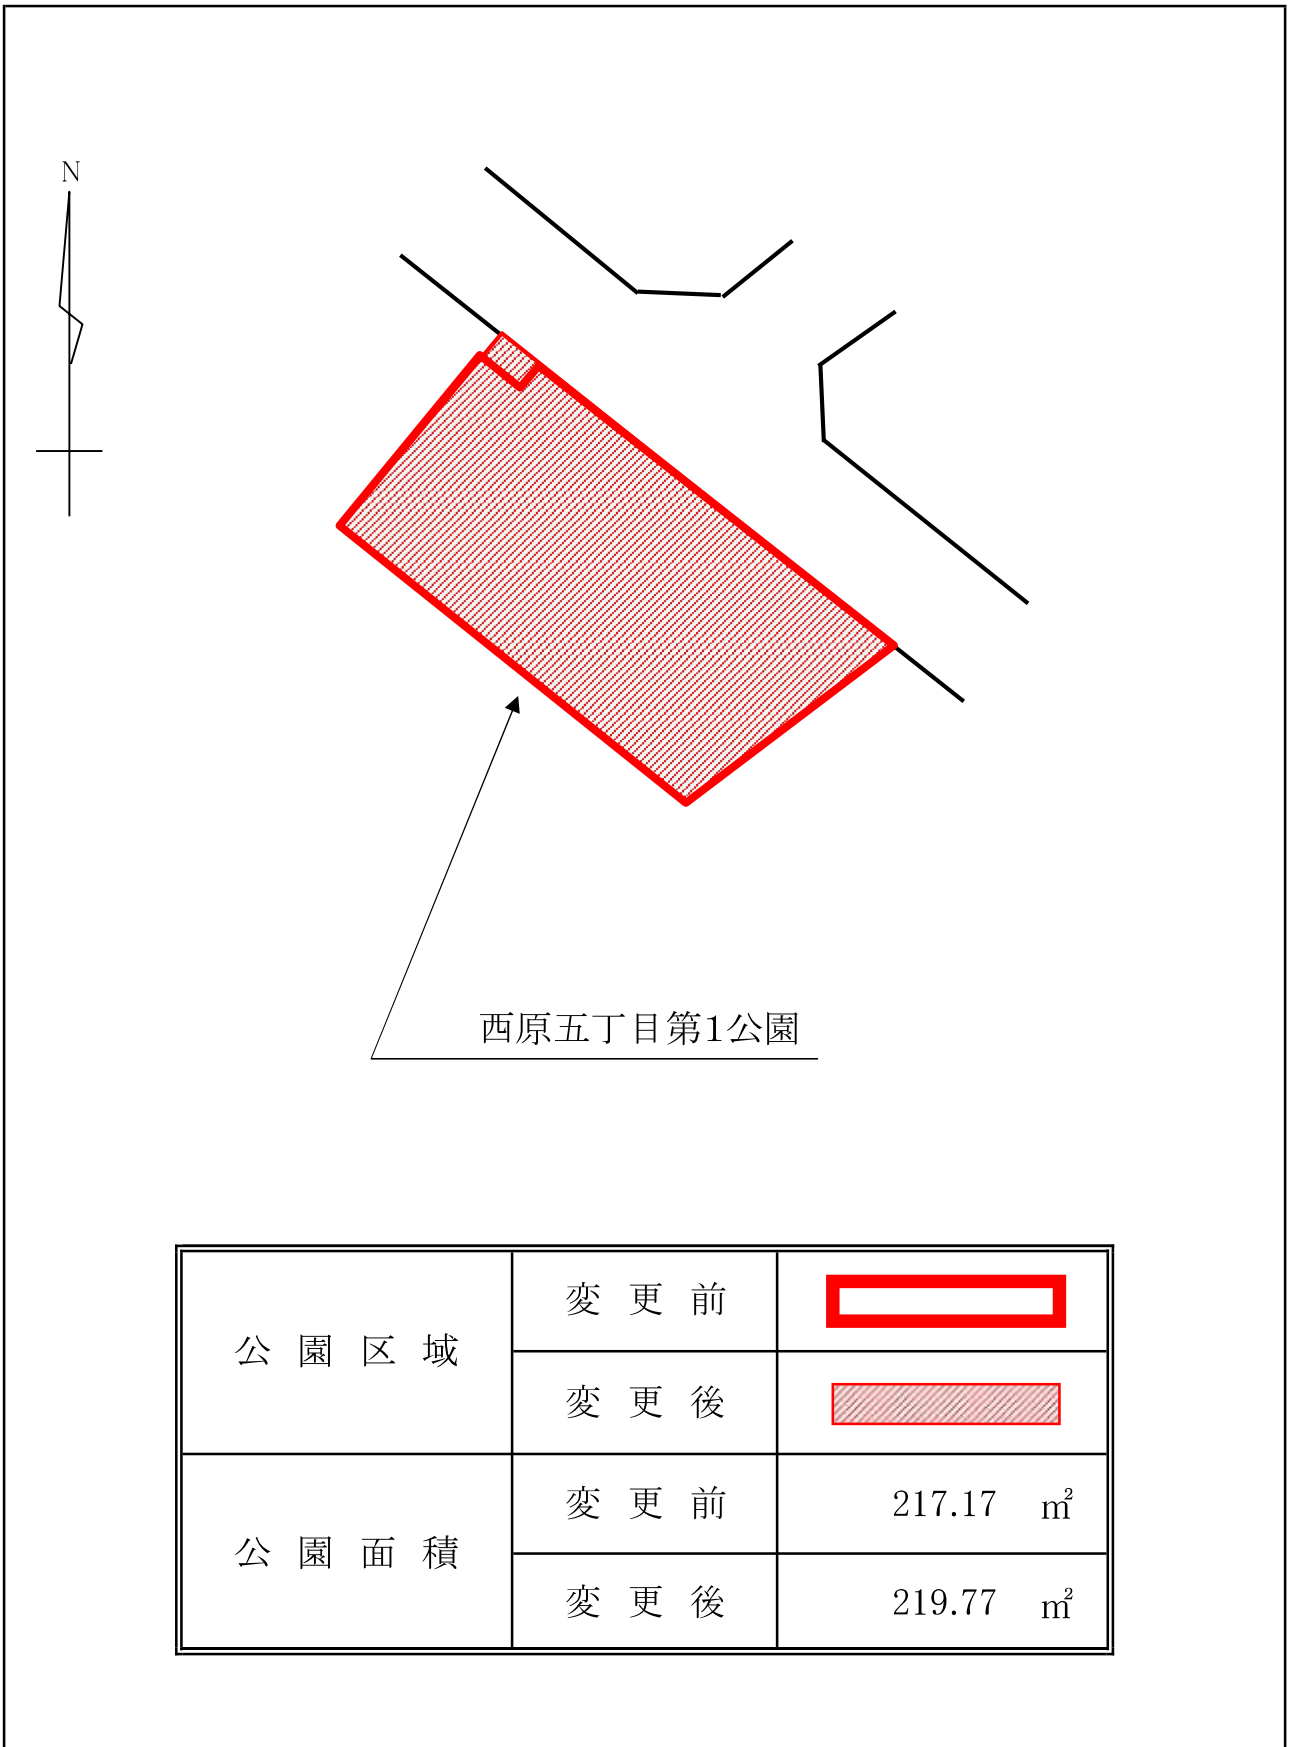 N
西原五丁目第1公園
公園区域
変更前
変更後
公園面積
変更前 217.17 ㎡
変更後 219.77 ㎡